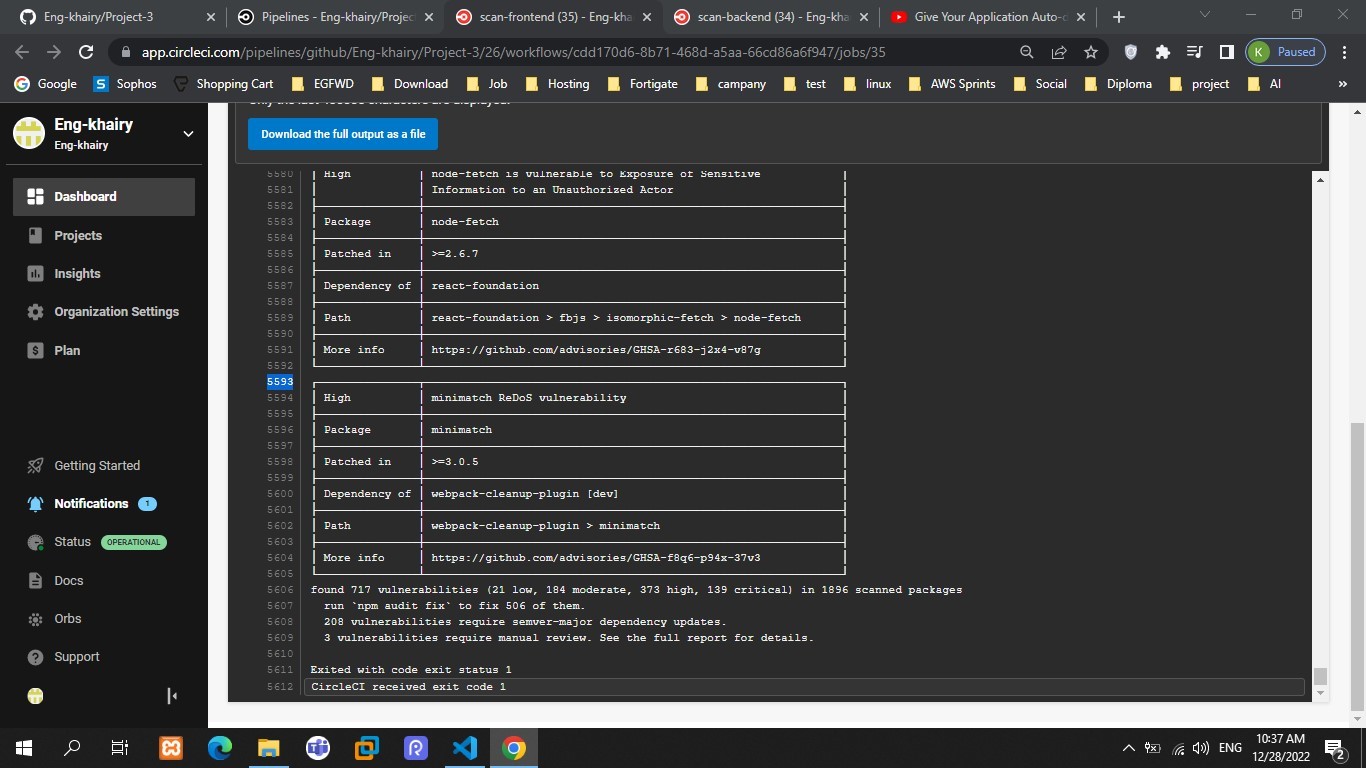 Eng-khairy/Project-3
Pipelines - Eng-khairy/Projec
scan-frontend (35) - Eng-kha
scan-backend (34) - Eng-kha
Give Your Application Auto-
app.circleci.com/pipelines/github/Eng-khairy/Project-3/26/workflows/cdd170d6-8b71-468d-a5aa-66cd86a6f947/jobs/35
K Paused
Google
Sophos
Shopping Cart
EGFWD
Download
Job
Hosting
Fortigate
campany
test
linux
AWS Sprints
Social
Diploma
project
AI
»
Eng-khairy
Eng-khairy
Dashboard
Projects
Insights
Organization Settings
Plan
Getting Started
Notifications 1
Status OPERATIONAL
Docs
Orbs
Support
Download the full output as a file
5580 High node-fetch is vulnerable to Exposure of Sensitive
5581 Information to an Unauthorized Actor
5582
5583 Package node-fetch
5584
5585 Patched in >=2.6.7
5586
5587 Dependency of react-foundation
5588
5589 Path react-foundation > fbjs > isomorphic-fetch > node-fetch
5590
5591 More info https://github.com/advisories/GHSA-r683-j2x4-v87g
5592
5593
5594 High minimatch ReDoS vulnerability
5595
5596 Package minimatch
5597
5598 Patched in >=3.0.5
5599
5600 Dependency of webpack-cleanup-plugin [dev]
5601
5602 Path webpack-cleanup-plugin > minimatch
5603
5604 More info https://github.com/advisories/GHSA-f8q6-p94x-37v3
5605
5606 found 717 vulnerabilities (21 low, 184 moderate, 373 high, 139 critical) in 1896 scanned packages
5607 run `npm audit fix` to fix 506 of them.
5608 208 vulnerabilities require semver-major dependency updates.
5609 3 vulnerabilities require manual review. See the full report for details.
5610
5611 Exited with code exit status 1
5612 CircleCI received exit code 1
ENG
10:37 AM
12/28/2022
2